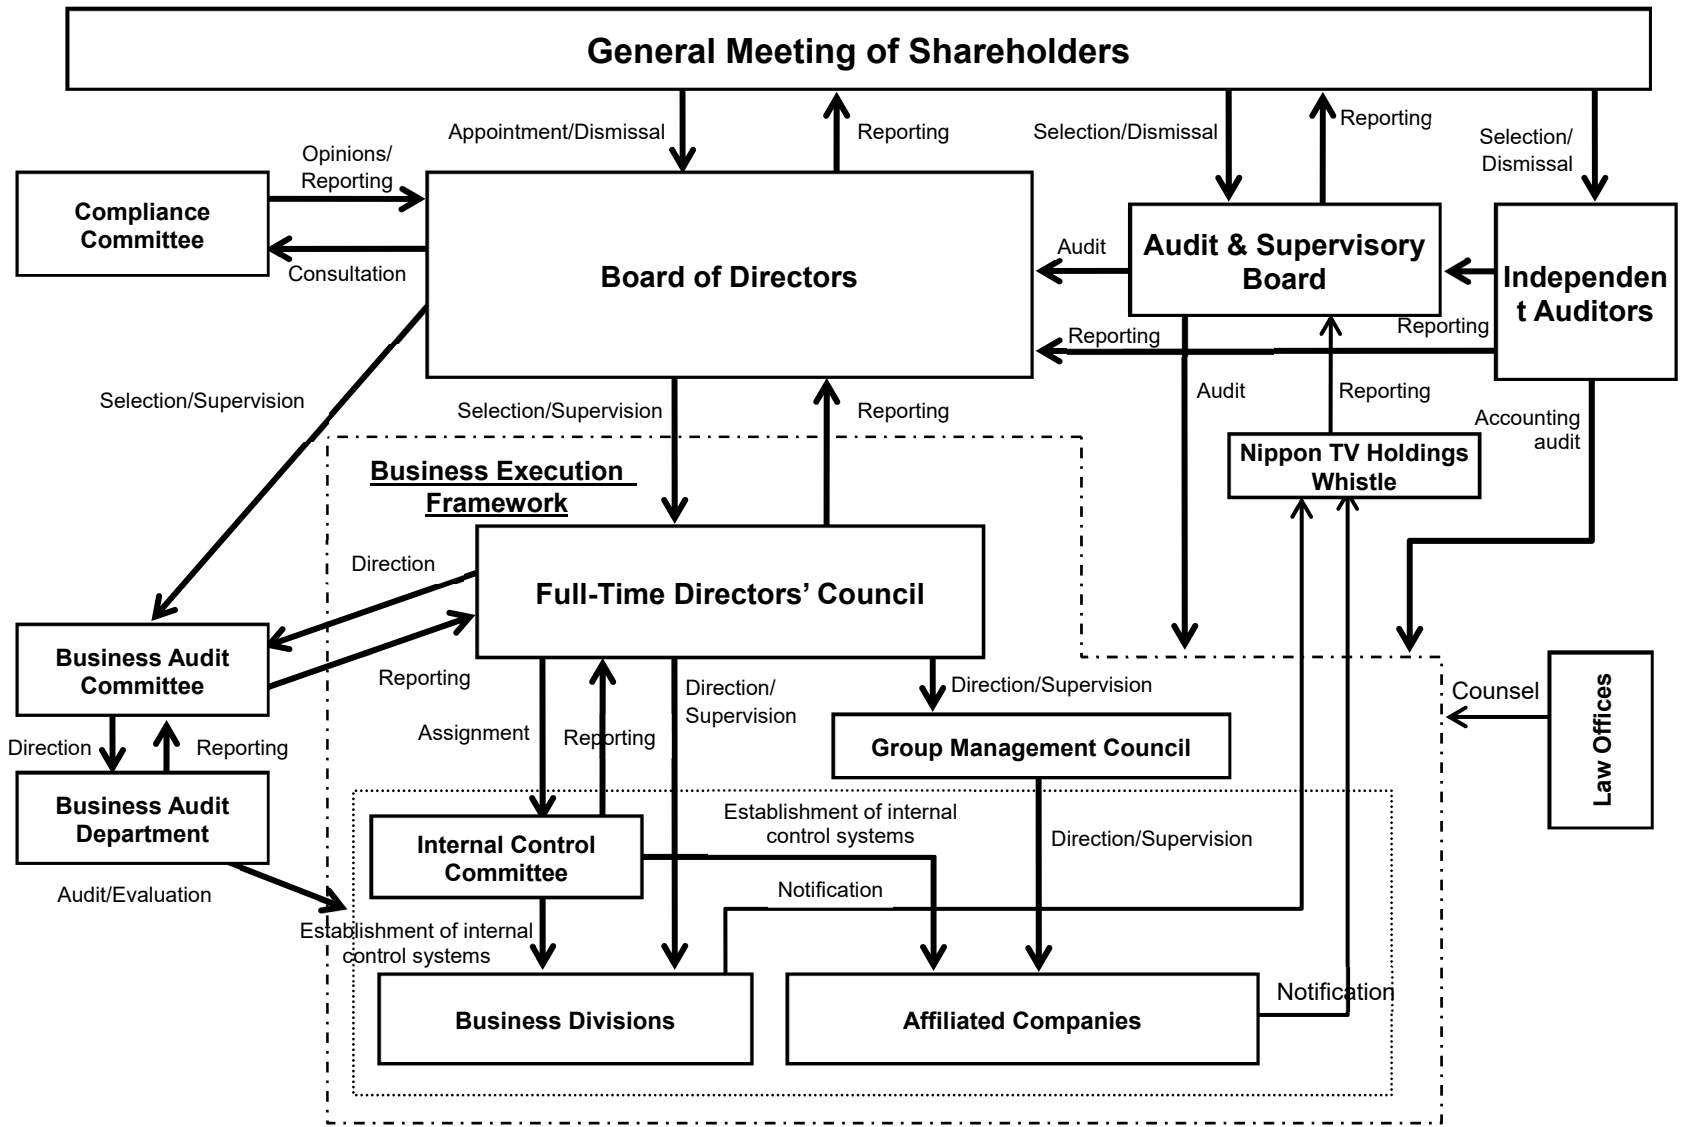 General Meeting of Shareholders
Appointment/Dismissal
Reporting
Selection/Dismissal
Reporting
Selection/
Dismissal
Opinions/
Reporting
Compliance
Committee
Consultation
Board of Directors
Audit
Audit & Supervisory
Board
Independen
t Auditors
Reporting
Reporting
Selection/Supervision
Selection/Supervision
Reporting
Audit
Reporting
Accounting
audit
Nippon TV Holdings
Whistle
Business Execution
Framework
Direction
Full-Time Directors’ Council
Business Audit
Committee
Reporting
Direction/
Supervision
Direction/Supervision
Assignment
Reporting
Group Management Council
Counsel
Law Offices
Direction
Reporting
Business Audit
Department
Establishment of internal
control systems
Internal Control
Committee
Direction/Supervision
Audit/Evaluation
Notification
Establishment of internal
control systems
Business Divisions
Affiliated Companies
Notification